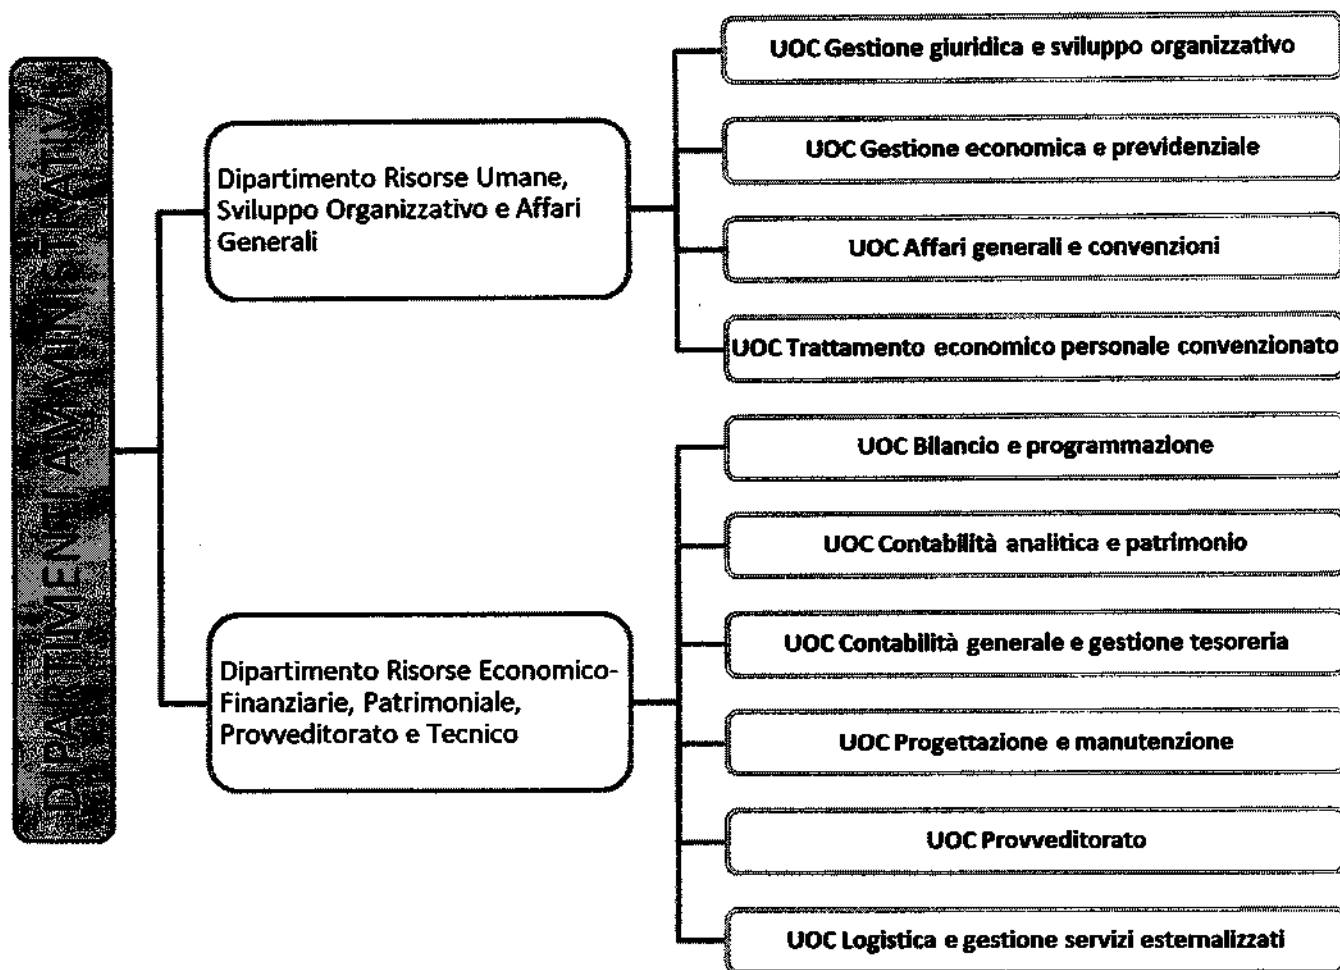 DIPARTIMENTI AMMINISTRATIVI
Dipartimento Risorse Umane,
Sviluppo Organizzativo e Affari
Generali
UOC Gestione giuridica e sviluppo organizzativo
UOC Gestione economica e previdenziale
UOC Affari generali e convenzioni
UOC Trattamento economico personale convenzionato
Dipartimento Risorse Economico-
Finanziarie, Patrimoniale,
Provveditorato e Tecnico
UOC Bilancio e programmazione
UOC Contabilità analitica e patrimonio
UOC Contabilità generale e gestione tesoreria
UOC Progettazione e manutenzione
UOC Provveditorato
UOC Logistica e gestione servizi esternalizzati